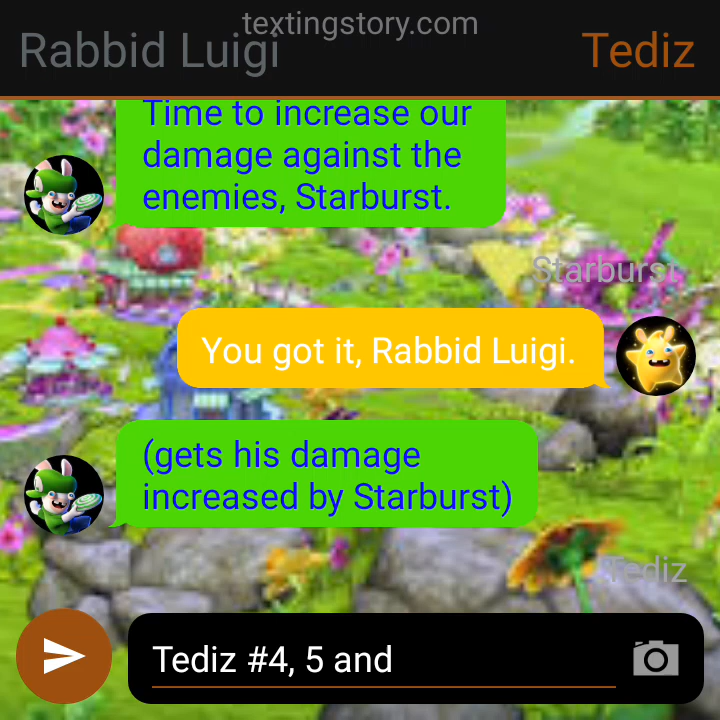 textingstory.com
Rabbid Luigi
Tediz
Time to increase our
damage against the
enemies, Starburst.
Starburst
You got it, Rabbid Luigi.
(gets his damage
increased by Starburst)
Tediz
Tediz #4, 5 and